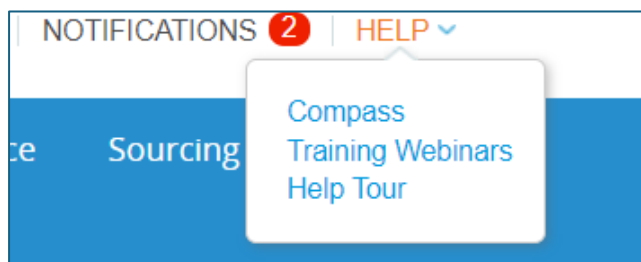 NOTIFICATIONS 2 HELP
Compass
ce Sourcing Training Webinars
Help Tour